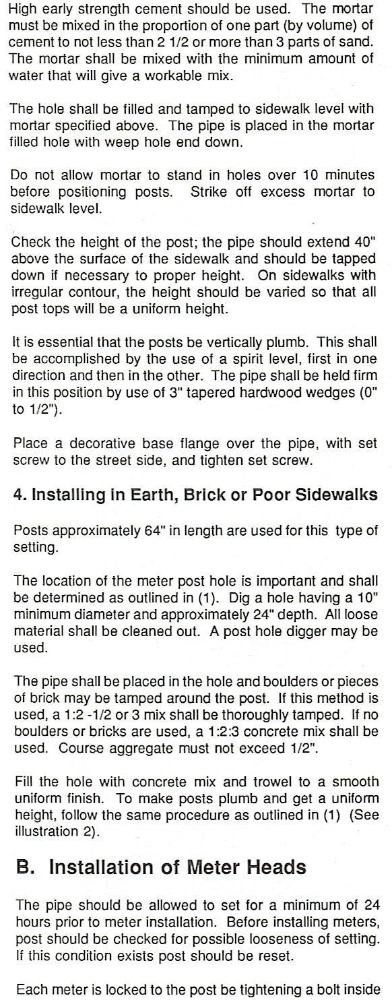 High early strength cement should be used. The mortar
must be mixed in the proportion of one part (by volume) of
cement to not less than 2 1/2 or more than 3 parts of sand.
The mortar shall be mixed with the minimum amount of
water that will give a workable mix.
The hole shall be filled and tamped to sidewalk level with
mortar specified above. The pipe is placed in the mortar
filled hole with weep hole end down.
Do not allow mortar to stand in holes over 10 minutes
before positioning posts. Strike off excess mortar to
sidewalk level.
Check the height of the post; the pipe should extend 40"
above the surface of the sidewalk and should be tapped
down if necessary to proper height. On sidewalks with
irregular contour, the height should be varied so that all
post tops will be a uniform height.
It is essential that the posts be vertically plumb. This shall
be accomplished by the use of a spirit level, first in one
direction and then in the other. The pipe shall be held firm
in this position by use of 3" tapered hardwood wedges (0"
to 1/2").
Place a decorative base flange over the pipe, with set
screw to the street side, and tighten set screw.
4. Installing in Earth, Brick or Poor Sidewalks
Posts approximately 64" in length are used for this type of
setting.
The location of the meter post hole is important and shall
be determined as outlined in (1). Dig a hole having a 10"
minimum diameter and approximately 24" depth. All loose
material shall be cleaned out. A post hole digger may be
used.
The pipe shall be placed in the hole and boulders or pieces
of brick may be tamped around the post. If this method is
used, a 1:2 -1/2 or 3 mix shall be thoroughly tamped. If no
boulders or bricks are used, a 1:2:3 concrete mix shall be
used. Course aggregate must not exceed 1/2".
Fill the hole with concrete mix and trowel to a smooth
uniform finish. To make posts plumb and get a uniform
height, follow the same procedure as outlined in (1) (See
illustration 2).
B. Installation of Meter Heads
The pipe should be allowed to set for a minimum of 24
hours prior to meter installation. Before installing meters,
post should be checked for possible looseness of setting.
If this condition exists post should be reset.
Each meter is locked to the post be tightening a bolt inside